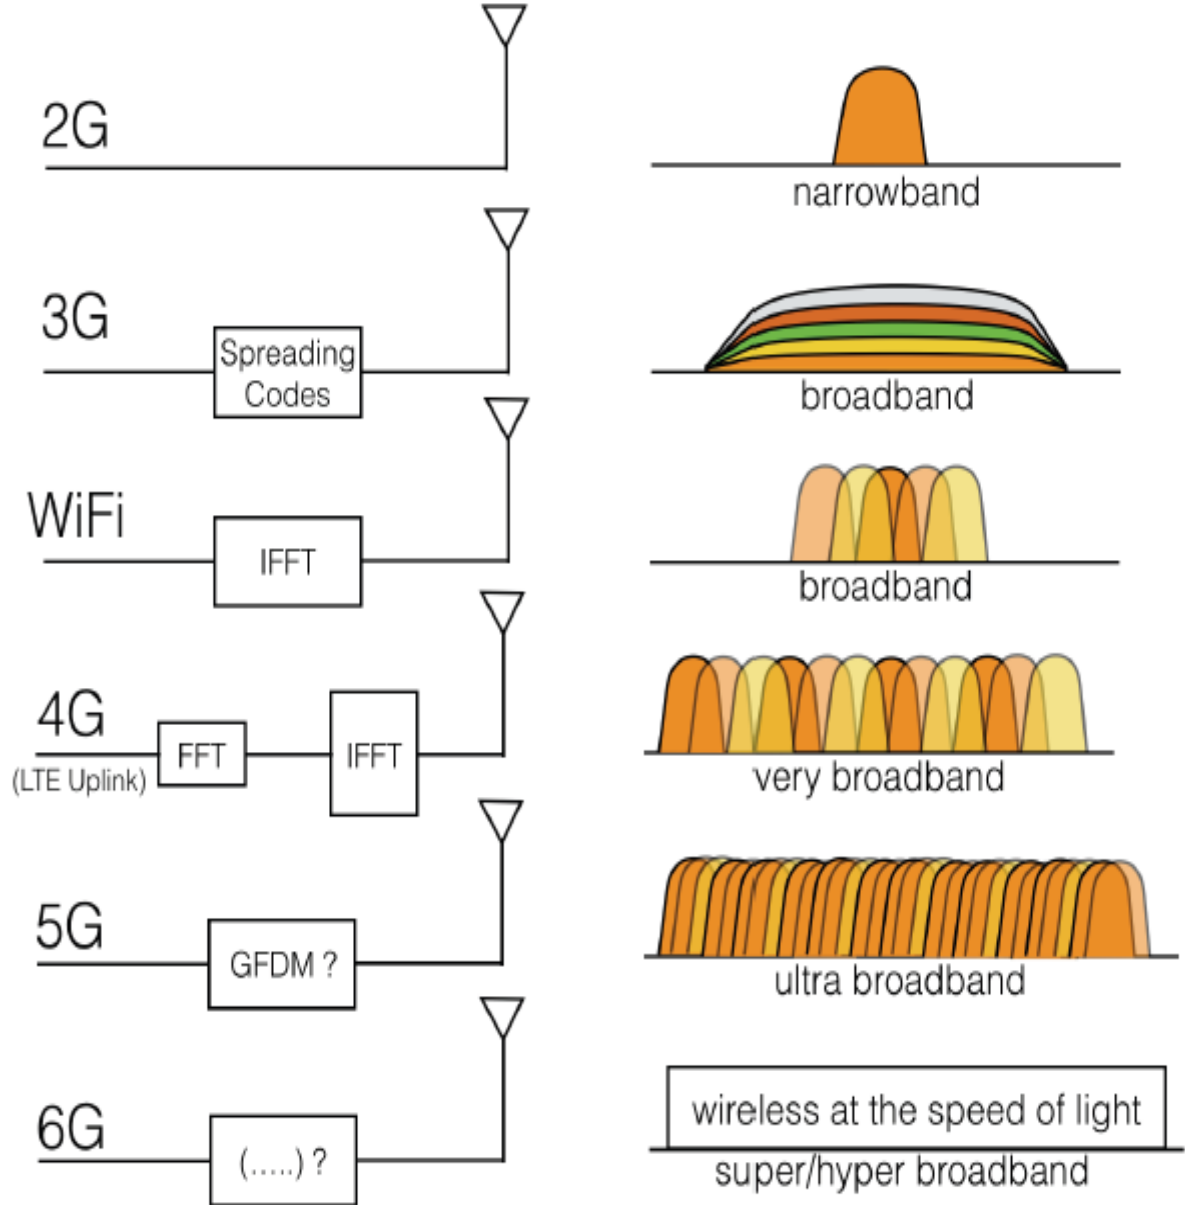 2G
narrowband
3G
Spreading
Codes
broadband
WiFi
IFFT
broadband
4G
(LTE Uplink)
FFT
IFFT
very broadband
5G
GFDM ?
ultra broadband
6G
(.....) ?
wireless at the speed of light
super/hyper broadband